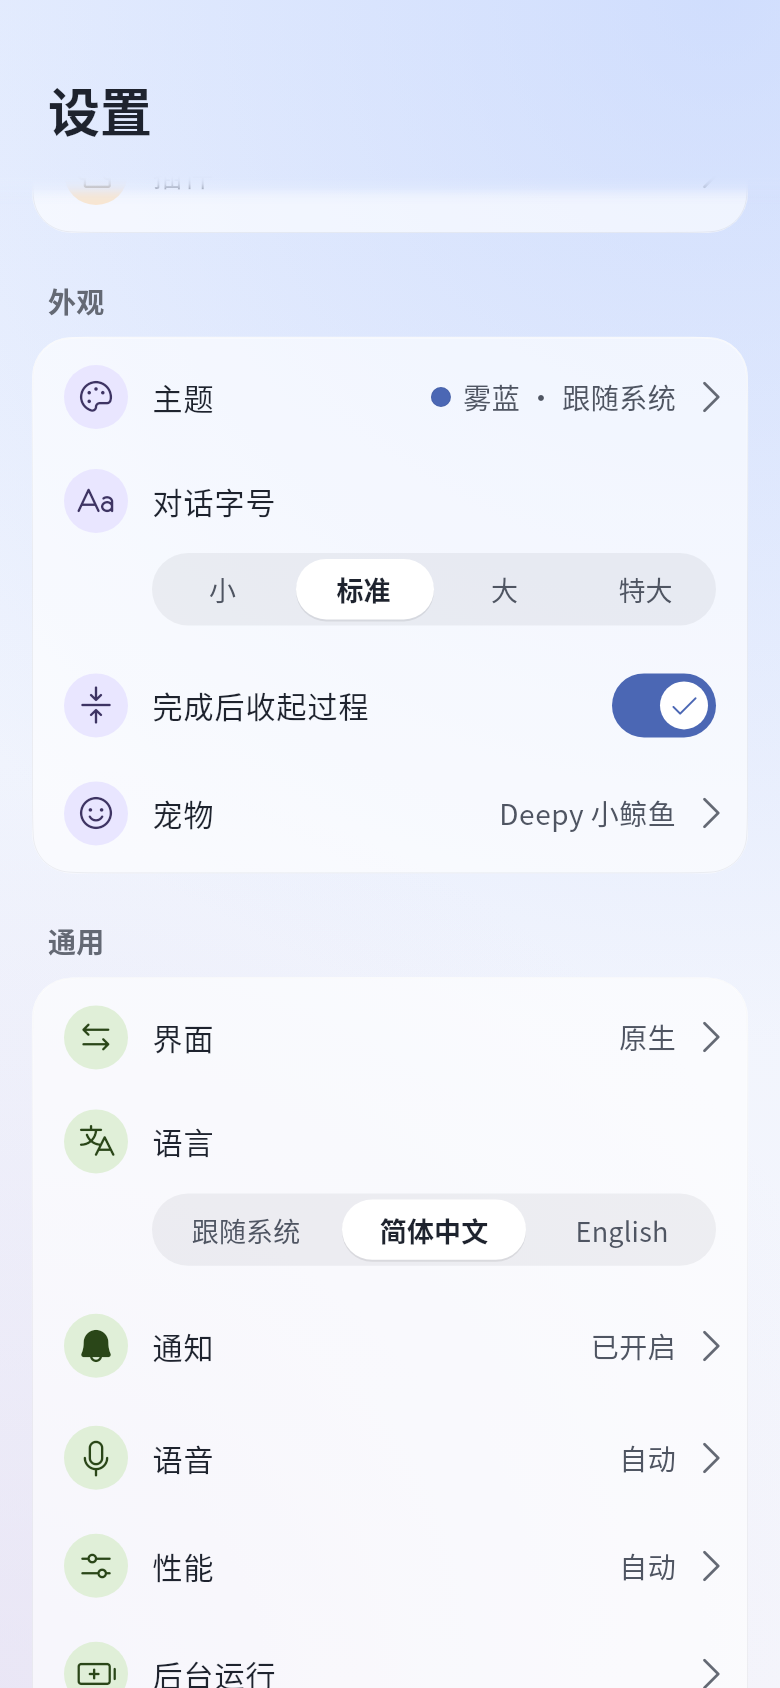 设置
外观
主题 雾蓝 · 跟随系统
Aa 对话字号
小 标准 大 特大
完成后收起过程
宠物 Deepy 小鲸鱼
通用
界面 原生
文A 语言
跟随系统 简体中文 English
通知 已开启
语音 自动
性能 自动
后台运行